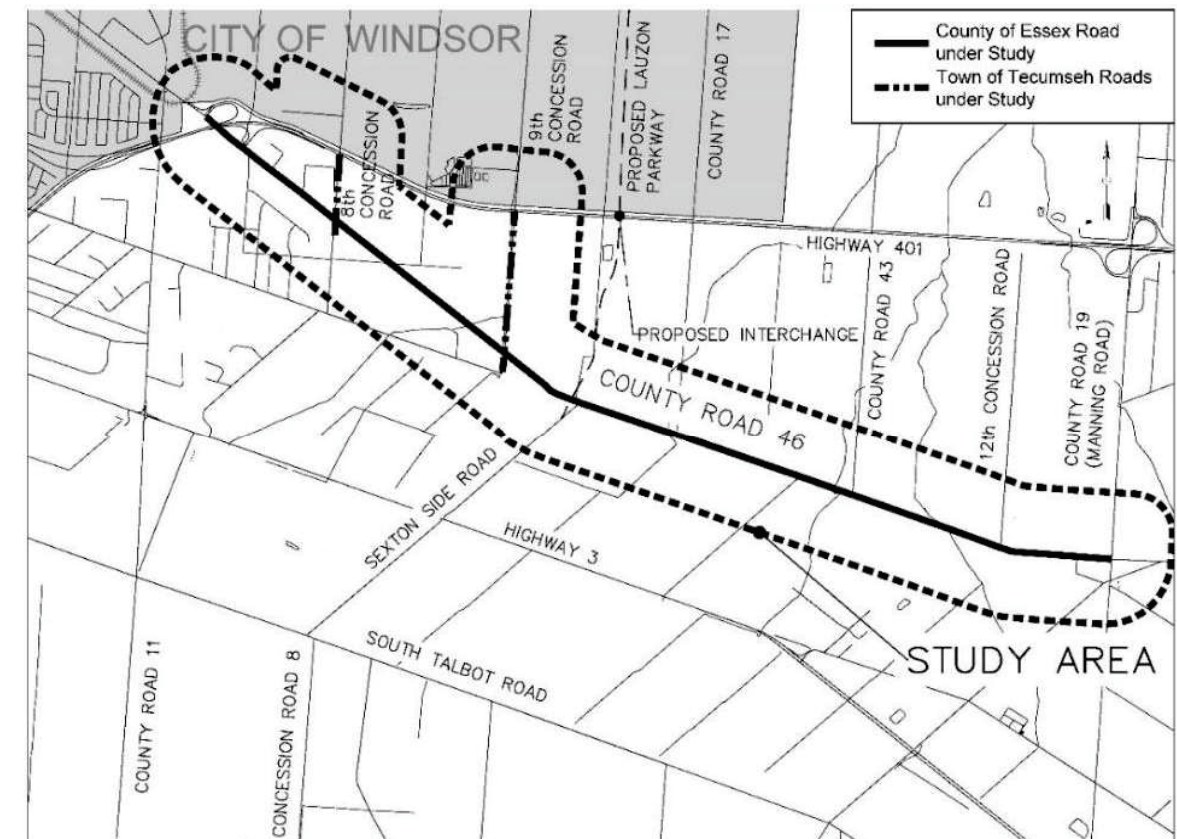 CITY OF WINDSOR
County of Essex Road
under Study
Town of Tecumseh Roads
under Study
8th
CONCESSION
ROAD
9th
CONCESSION
ROAD
PROPOSED LAUZON
PARKWAY
COUNTY ROAD 17
HIGHWAY 401
PROPOSED INTERCHANGE
COUNTY ROAD 43
12th CONCESSION ROAD
COUNTY ROAD 19
(MANNING ROAD)
COUNTY ROAD 46
SEXTON SIDE ROAD
HIGHWAY 3
STUDY AREA
SOUTH TALBOT ROAD
COUNTY ROAD 11
CONCESSION ROAD 8